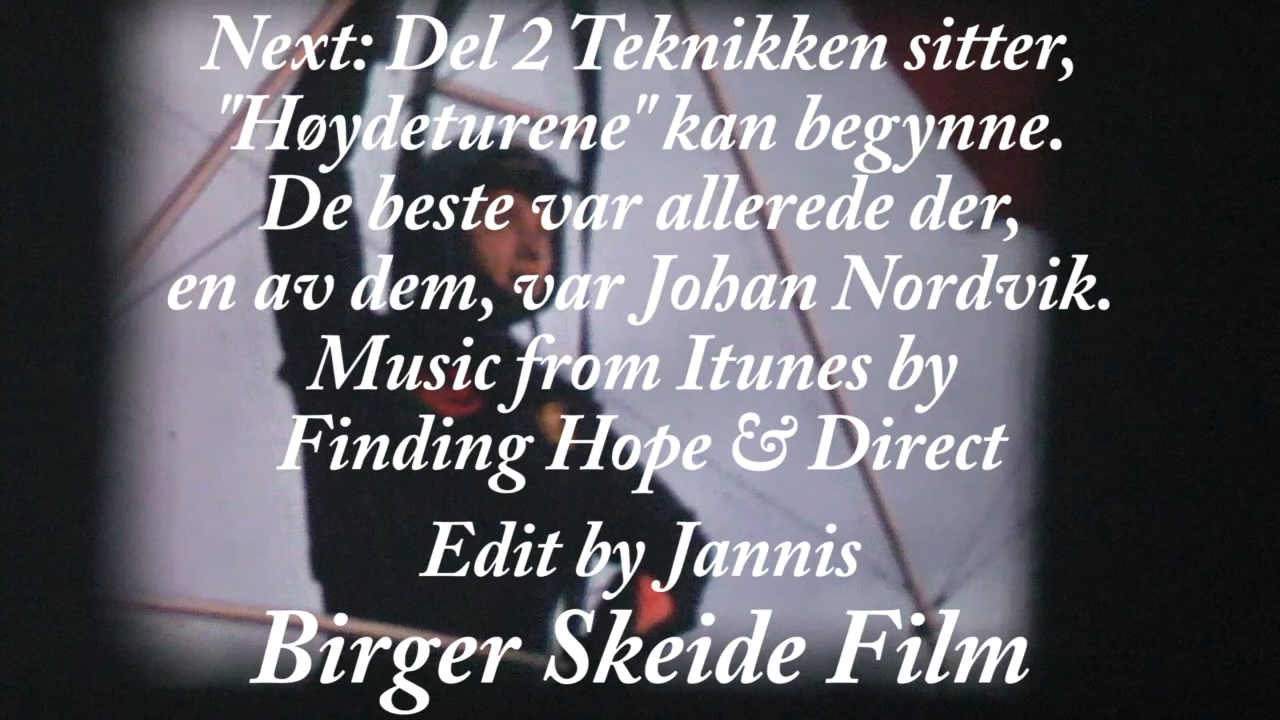 Next: Del 2 Teknikken sitter,
"Høydeturene" kan begynne.
De beste var allerede der,
en av dem, var Johan Nordvik.
Music from Itunes by
Finding Hope & Direct
Edit by Jannis
Birger Skeide Film